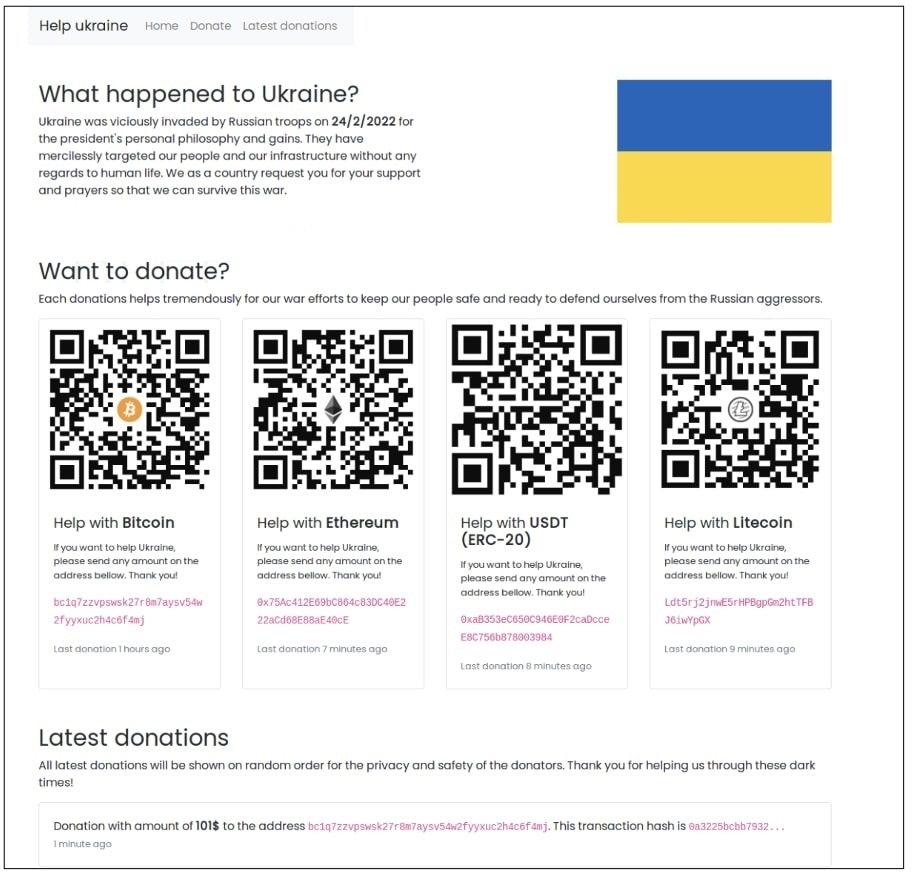 Help ukraine Home Donate Latest donations
What happened to Ukraine?
Ukraine was viciously invaded by Russian troops on 24/2/2022 for
the president's personal philosophy and gains. They have
mercilessly targeted our people and our infrastructure without any
regards to human life. We as a country request you for your support
and prayers so that we can survive this war.
Want to donate?
Each donations helps tremendously for our war efforts to keep our people safe and ready to defend ourselves from the Russian aggressors.
Help with Bitcoin
If you want to help Ukraine,
please send any amount on the
address bellow. Thank you!
bc1q7zzvpswsk27r8m7aysv54w
2fyyxuc2h4c6f4mj
Last donation 1 hours ago
Help with Ethereum
If you want to help Ukraine,
please send any amount on the
address bellow. Thank you!
0x75Ac412E69bC864c83DC40E2
22aCd68E88aE40cE
Last donation 7 minutes ago
Help with USDT
(ERC-20)
If you want to help Ukraine,
please send any amount on the
address bellow. Thank you!
0xaB353eC650C946E0F2caDcce
E8C756b878003984
Last donation 8 minutes ago
Help with Litecoin
If you want to help Ukraine,
please send any amount on the
address bellow. Thank you!
Ldt5rj2jnwE5rHPBgpGm2htTFB
J6iwYpGX
Last donation 9 minutes ago
Latest donations
All latest donations will be shown on random order for the privacy and safety of the donators. Thank you for helping us through these dark
times!
Donation with amount of 101$ to the address bc1q7zzvpswsk27r8m7aysv54w2fyyxuc2h4c6f4mj. This transaction hash is 0a3225bcbb7932...
1 minute ago